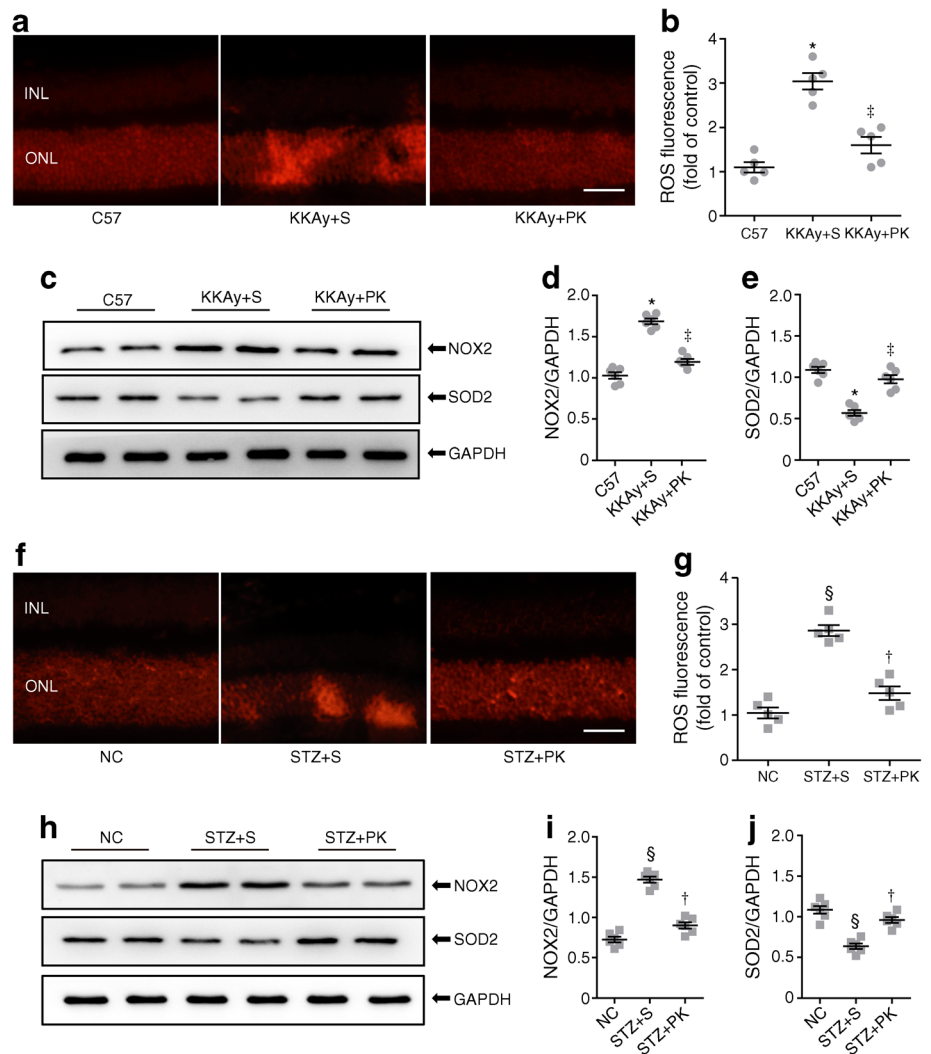 a
INL
ONL
C57
KKAy+S
KKAy+PK
b
ROS fluorescence
(fold of control)
4
3
2
1
0
*
‡
C57
KKAy+S
KKAy+PK
c
C57
KKAy+S
KKAy+PK
NOX2
SOD2
GAPDH
d
NOX2/GAPDH
2.0
1.5
1.0
0.5
0
*
‡
C57
KKAy+S
KKAy+PK
e
SOD2/GAPDH
2.0
1.5
1.0
0.5
0
*
‡
C57
KKAy+S
KKAy+PK
f
INL
ONL
NC
STZ+S
STZ+PK
g
ROS fluorescence
(fold of control)
4
3
2
1
0
§
†
NC
STZ+S
STZ+PK
h
NC
STZ+S
STZ+PK
NOX2
SOD2
GAPDH
i
NOX2/GAPDH
2.0
1.5
1.0
0.5
0
§
†
NC
STZ+S
STZ+PK
j
SOD2/GAPDH
2.0
1.5
1.0
0.5
0
§
†
NC
STZ+S
STZ+PK